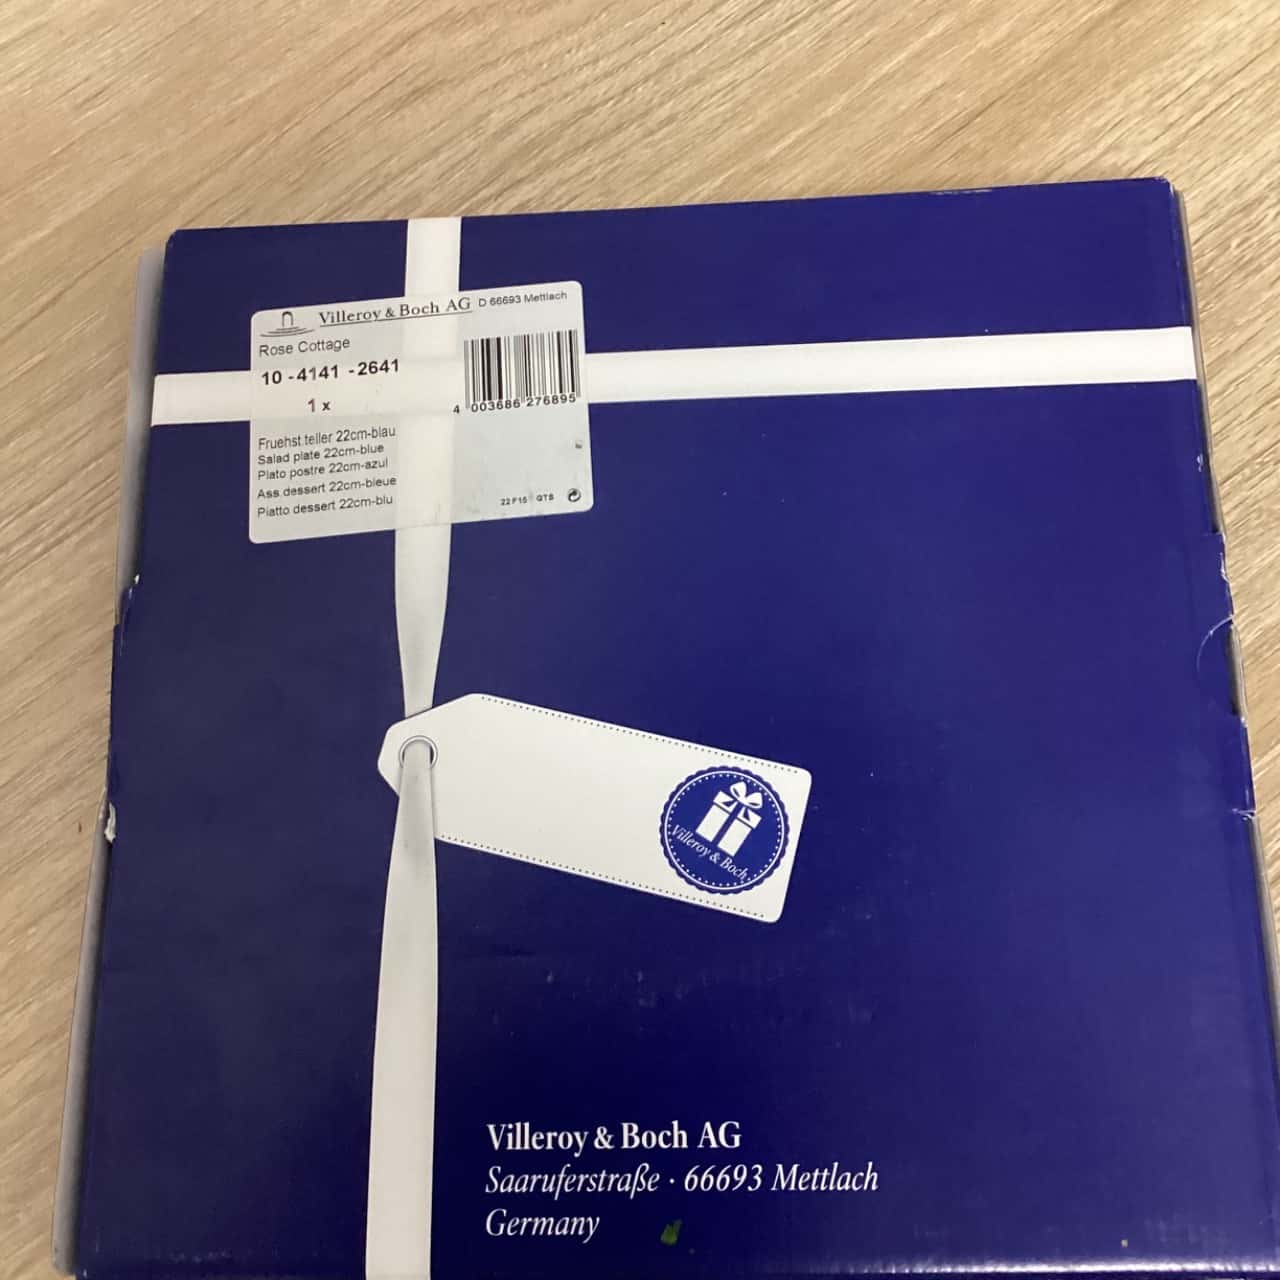 Villeroy & Boch AG D 66693 Mettlach
Rose Cottage
10 - 4141 - 2641
1 x
4 003686 276895
Fruehst.teller 22cm-blau
Salad plate 22cm-blue
Plato postre 22cm-azul
Ass.dessert 22cm-bleue
Piatto dessert 22cm-blu
22F15 QTS
Villeroy & Boch
Villeroy & Boch AG
Saaruferstraße · 66693 Mettlach
Germany